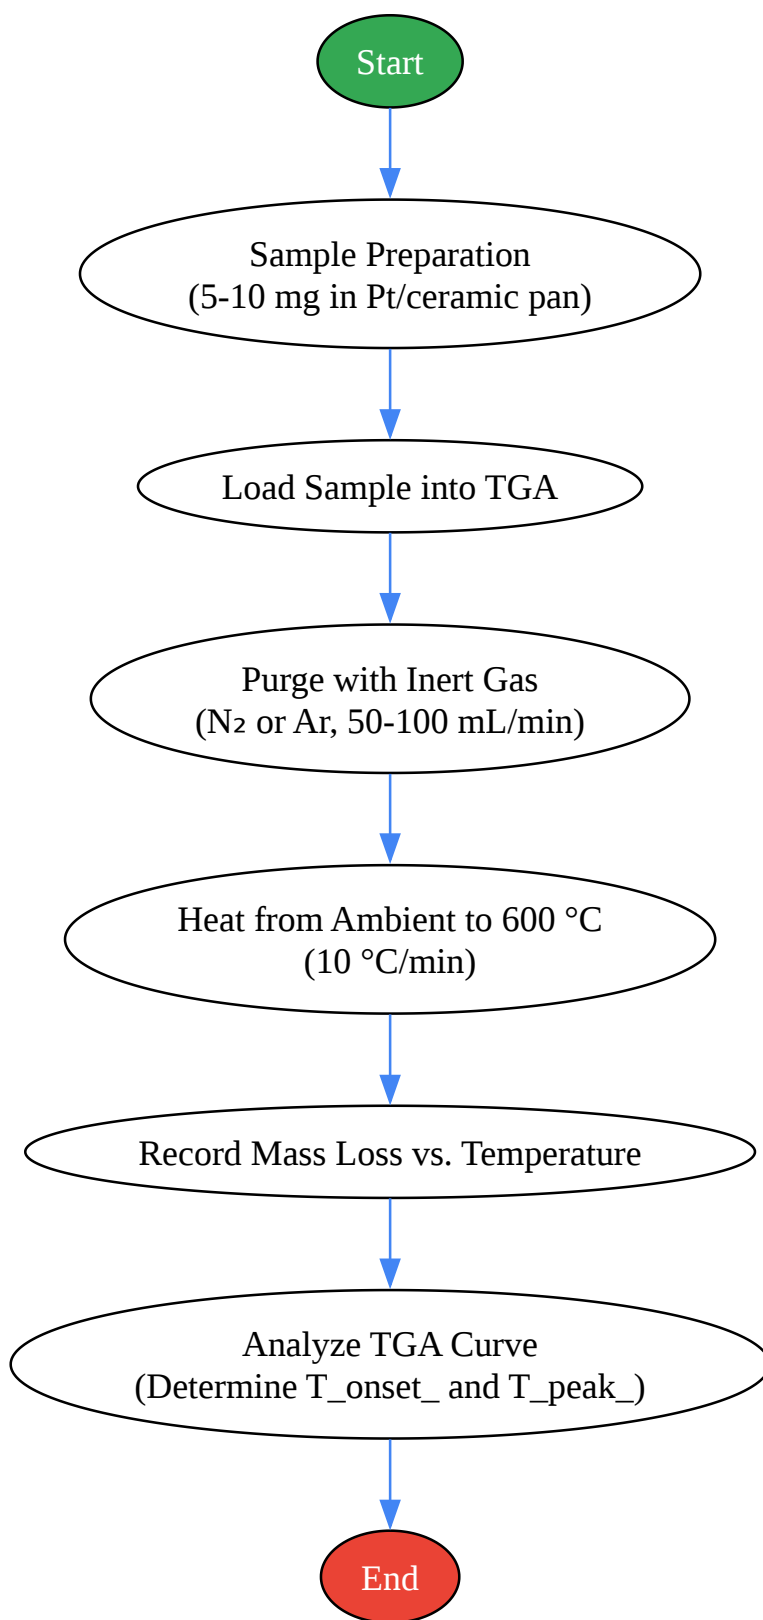 Start
Sample Preparation
(5-10 mg in Pt/ceramic pan)
Load Sample into TGA
Purge with Inert Gas
(N₂ or Ar, 50-100 mL/min)
Heat from Ambient to 600 °C
(10 °C/min)
Record Mass Loss vs. Temperature
Analyze TGA Curve
(Determine T_onset_ and T_peak_)
End